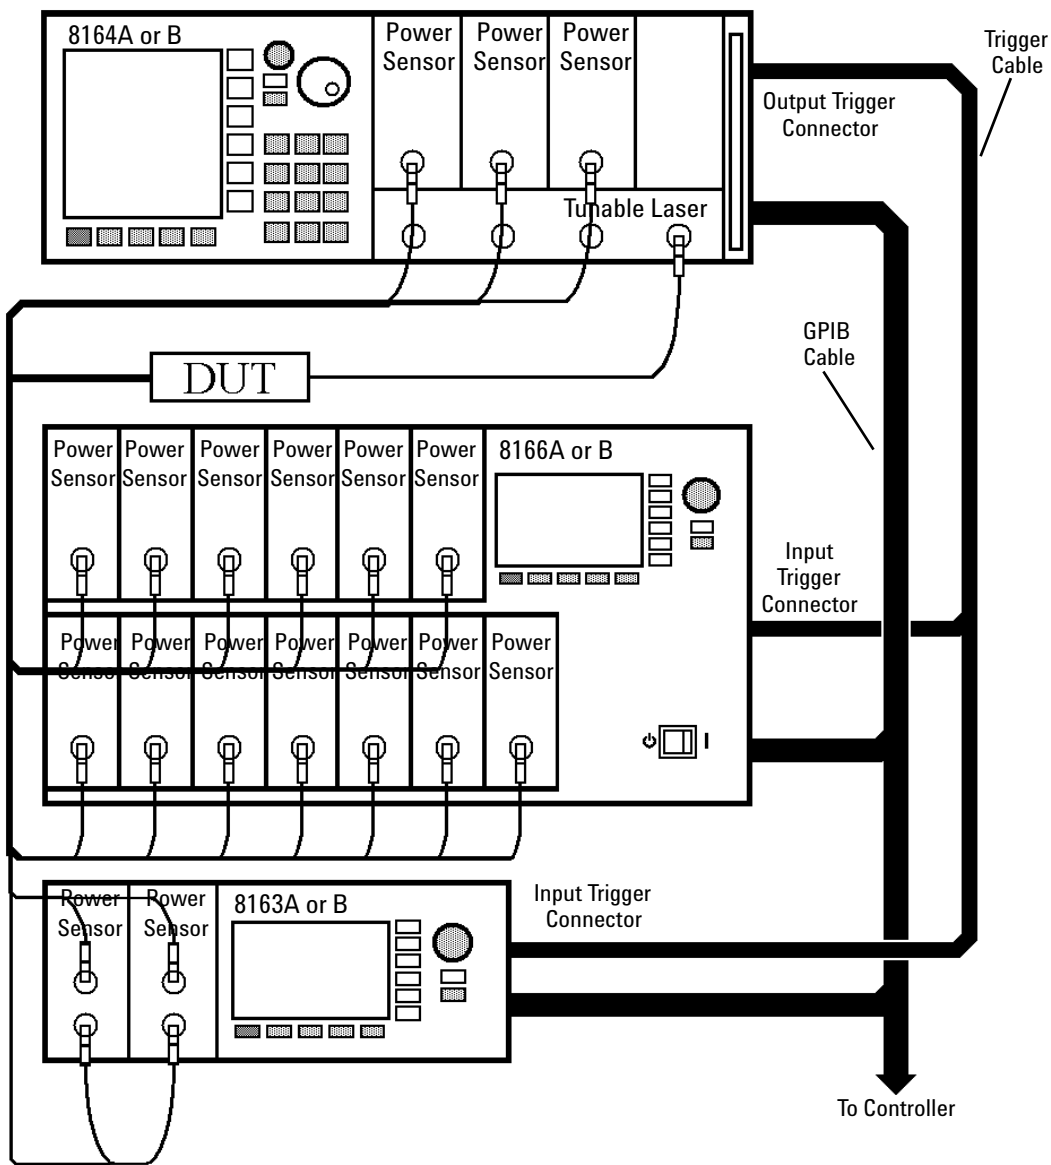 8164A or B
Power
Sensor
Power
Sensor
Power
Sensor
Tunable Laser
Trigger
Cable
Output Trigger
Connector
GPIB
Cable
DUT
Power
Sensor
Power
Sensor
Power
Sensor
Power
Sensor
Power
Sensor
Power
Sensor
8166A or B
Input
Trigger
Connector
Power
Sensor
Power
Sensor
Power
Sensor
Power
Sensor
Power
Sensor
Power
Sensor
Power
Sensor
Power
Sensor
Power
Sensor
8163A or B
Input Trigger
Connector
To Controller